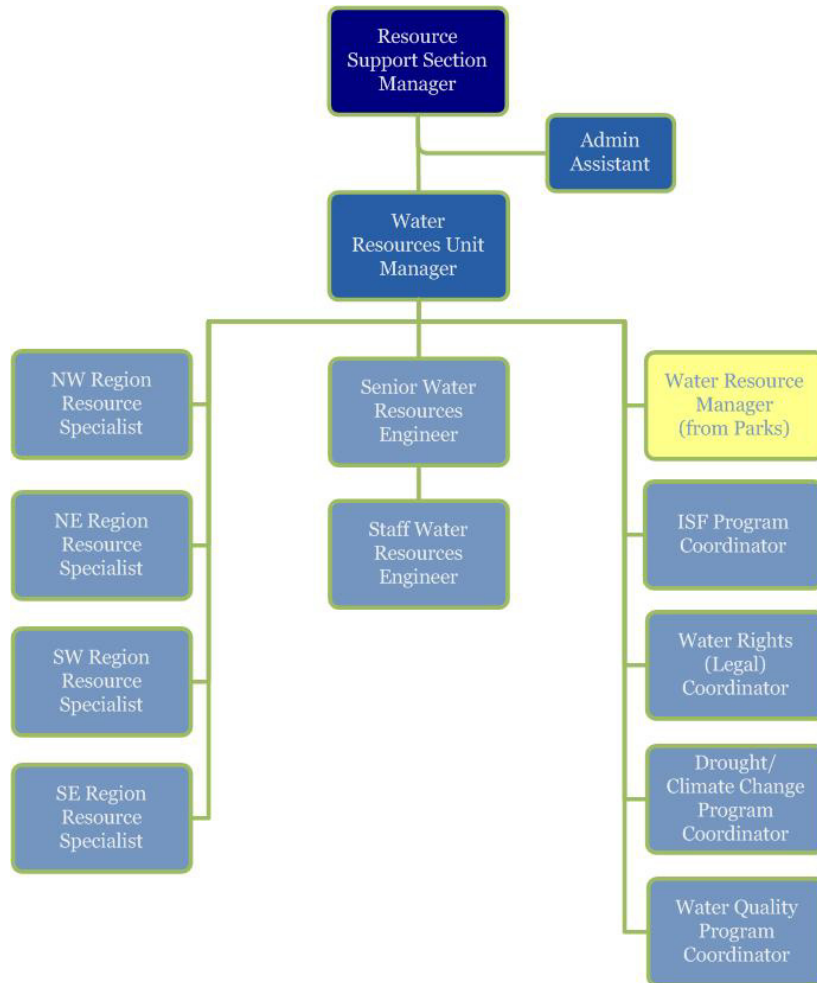 Resource
Support Section
Manager
Admin
Assistant
Water
Resources Unit
Manager
NW Region
Resource
Specialist
NE Region
Resource
Specialist
SW Region
Resource
Specialist
SE Region
Resource
Specialist
Senior Water
Resources
Engineer
Staff Water
Resources
Engineer
Water Resource
Manager
(from Parks)
ISF Program
Coordinator
Water Rights
(Legal)
Coordinator
Drought/
Climate Change
Program
Coordinator
Water Quality
Program
Coordinator